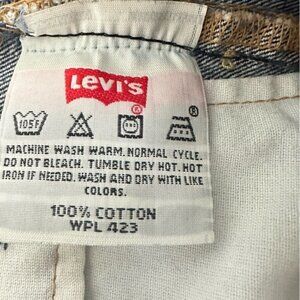 Levi's
105F
MACHINE WASH WARM. NORMAL CYCLE.
DO NOT BLEACH. TUMBLE DRY HOT. HOT
IRON IF NEEDED. WASH AND DRY WITH LIKE
COLORS.
100% COTTON
WPL 423